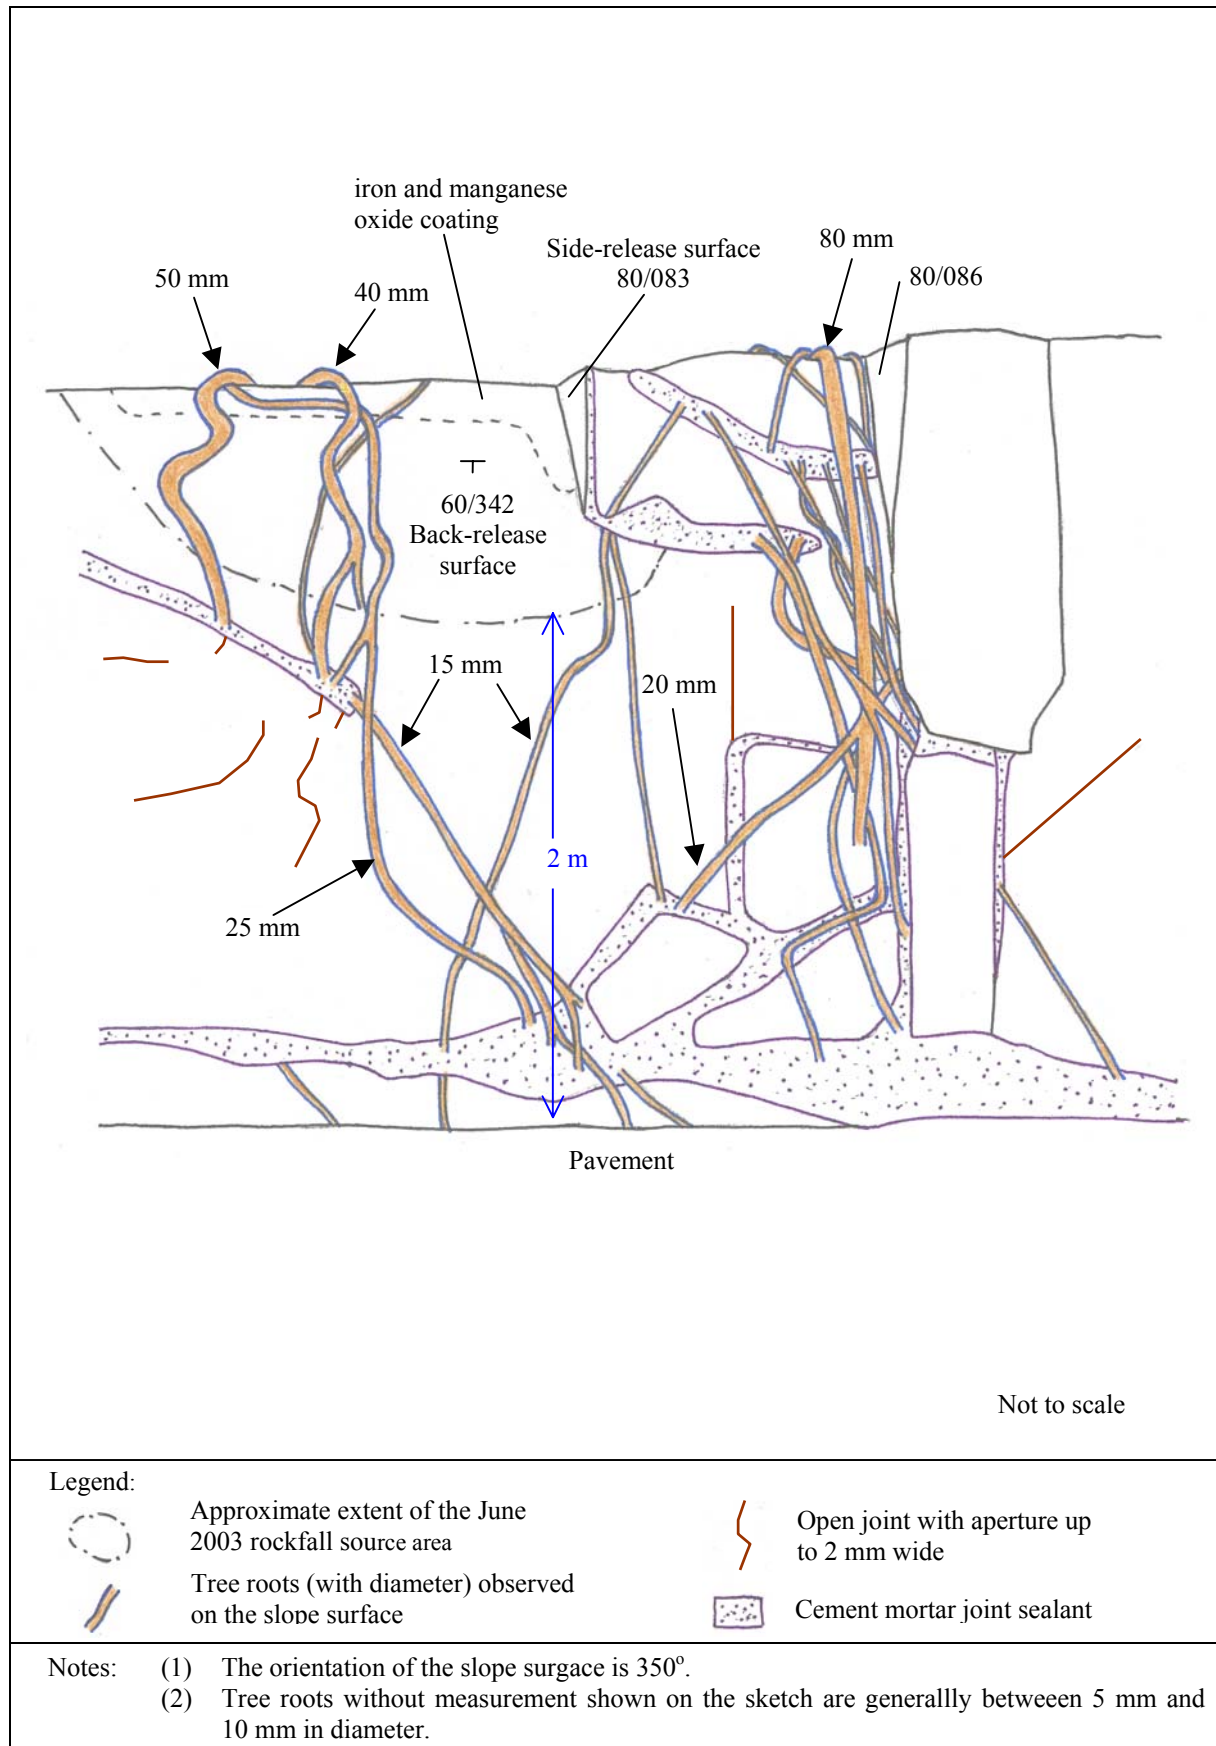 iron and manganese
oxide coating
Side-release surface
80/083
80 mm
80/086
50 mm
40 mm
60/342
Back-release
surface
15 mm
20 mm
2 m
25 mm
Pavement
Not to scale
Legend:
Approximate extent of the June
2003 rockfall source area
Tree roots (with diameter) observed
on the slope surface
Open joint with aperture up
to 2 mm wide
Cement mortar joint sealant
Notes: (1) The orientation of the slope surgace is 350°.
(2) Tree roots without measurement shown on the sketch are generallly betweeen 5 mm and
10 mm in diameter.